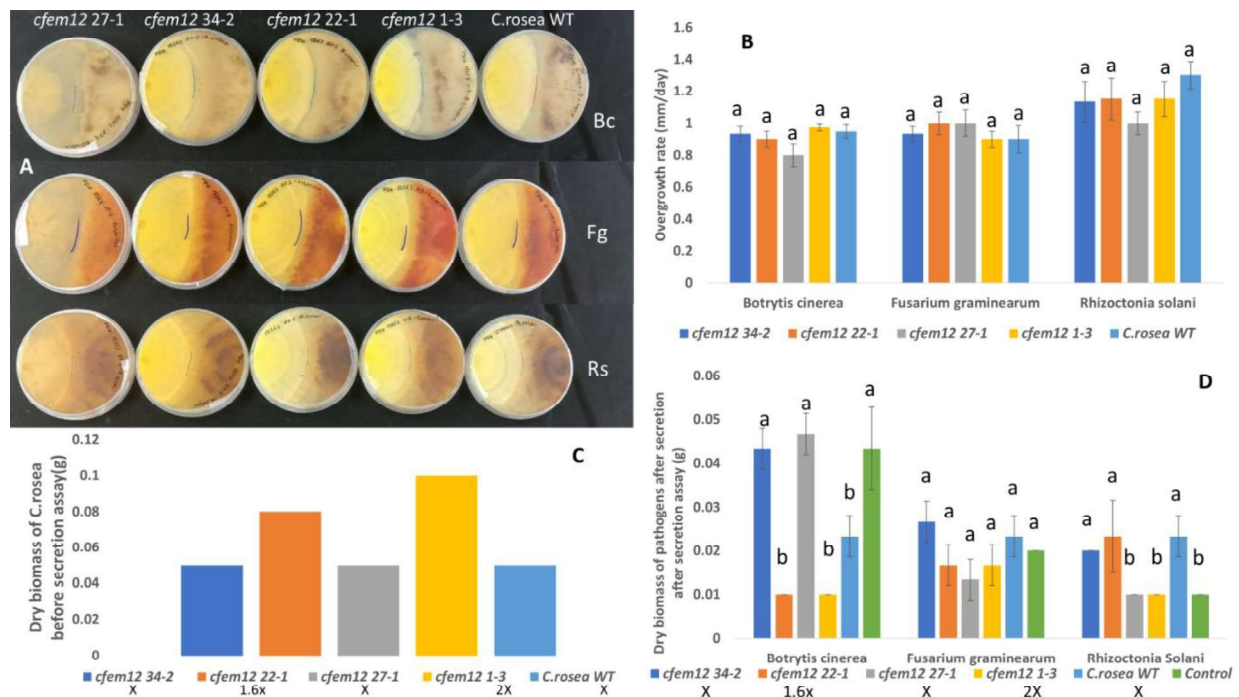 cfem12 27-1 cfem12 34-2 cfem12 22-1 cfem12 1-3 C.rosea WT
Bc
A
Fg
Rs
B
Overgrowth rate (mm/day)
1.6
1.4
1.2
1
0.8
0.6
0.4
0.2
0
a a a a a
a a a a a
a a a a a
Botrytis cinerea Fusarium graminearum Rhizoctonia solani
cfem12 34-2 cfem12 22-1 cfem12 27-1 cfem12 1-3 C.rosea WT
C
Dry biomass of C.rosea
before secretion assay(g)
0.12
0.1
0.08
0.06
0.04
0.02
0
cfem12 34-2 cfem12 22-1 cfem12 27-1 cfem12 1-3 C.rosea WT
X 1.6x X 2X X
D
Dry biomass of pathogens after secretion
after secretion assay (g)
0.06
0.05
0.04
0.03
0.02
0.01
0
a b a b b a
a a a a a a
a a b b a b
Botrytis cinerea Fusarium graminearum Rhizoctonia Solani
cfem12 34-2 cfem12 22-1 cfem12 27-1 cfem12 1-3 C.rosea WT Control
X 1.6x X 2X X